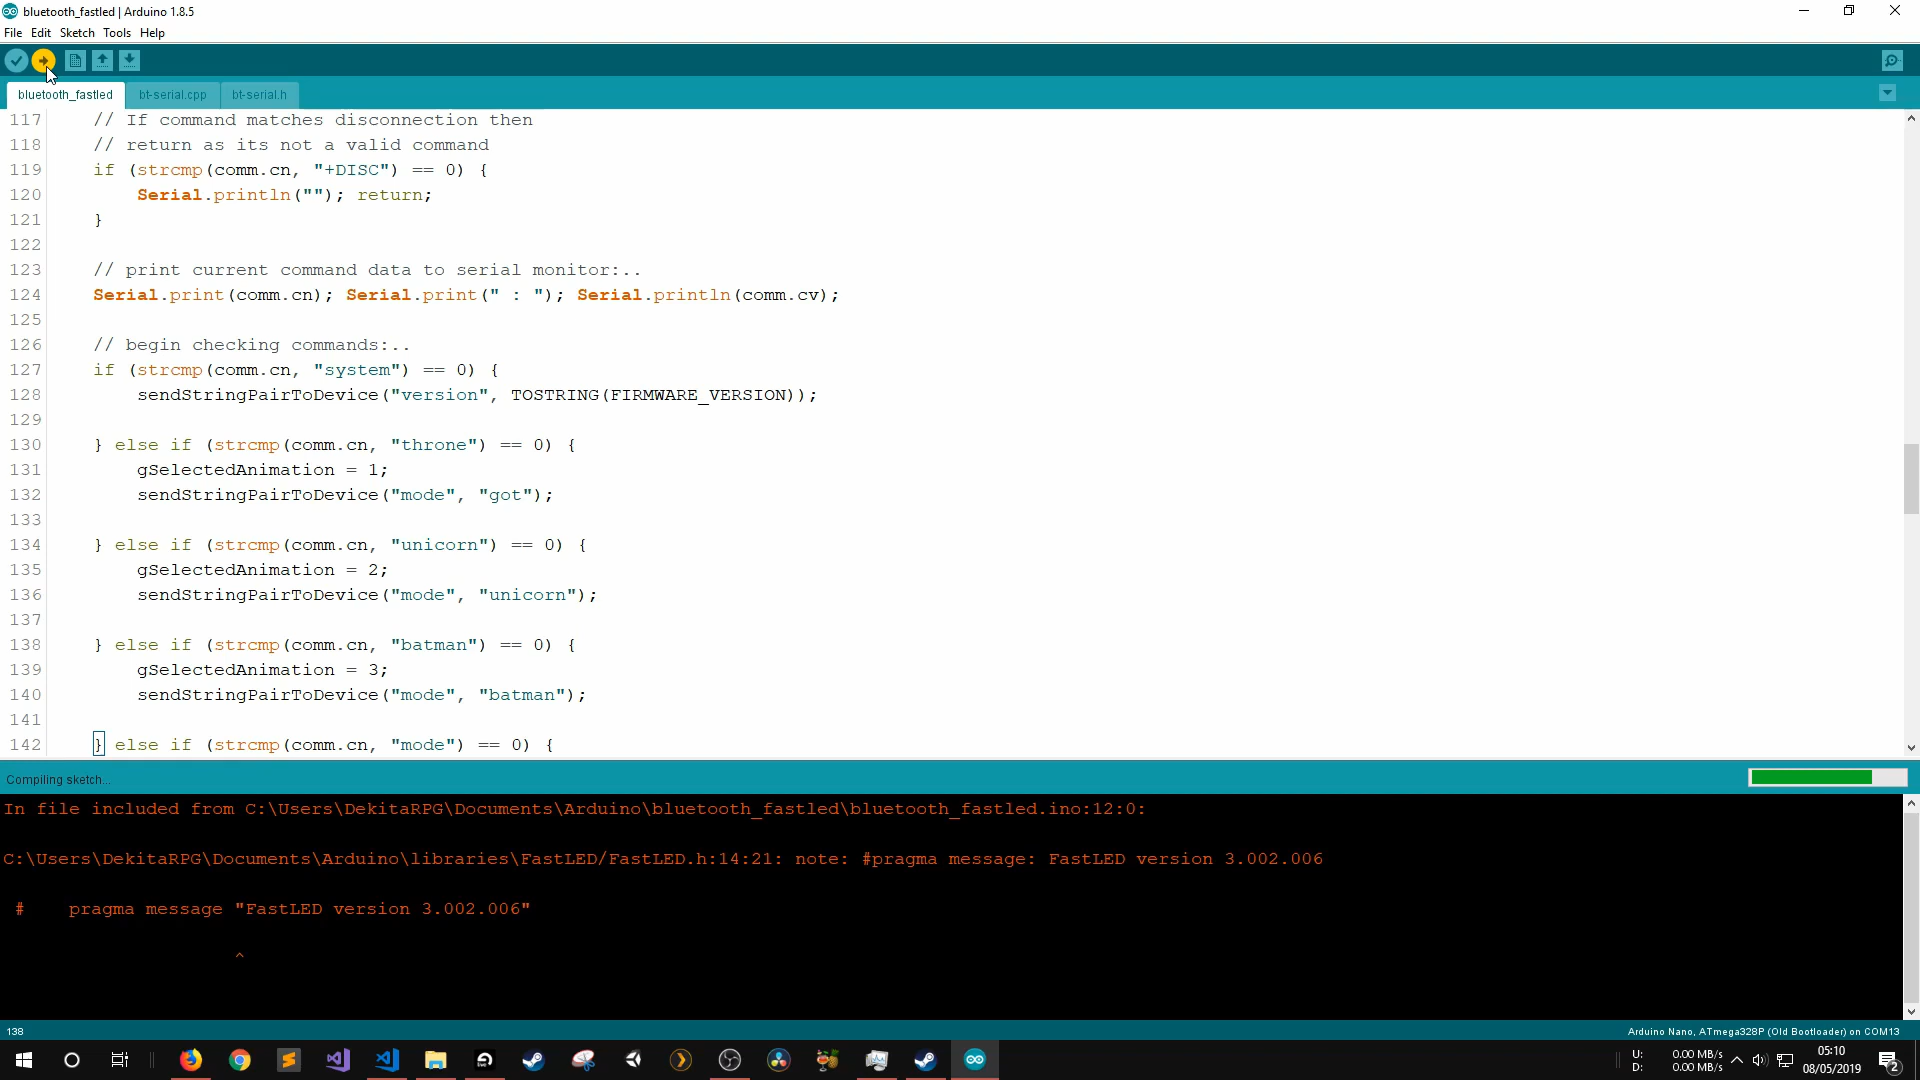 bluetooth_fastled | Arduino 1.8.5
File Edit Sketch Tools Help
bluetooth_fastled bt-serial.cpp bt-serial.h
117 // If command matches disconnection then
118 // return as its not a valid command
119 if (strcmp(comm.cn, "+DISC") == 0) {
120 Serial.println(""); return;
121 }
122
123 // print current command data to serial monitor:..
124 Serial.print(comm.cn); Serial.print(" : "); Serial.println(comm.cv);
125
126 // begin checking commands:..
127 if (strcmp(comm.cn, "system") == 0) {
128 sendStringPairToDevice("version", TOSTRING(FIRMWARE_VERSION));
129
130 } else if (strcmp(comm.cn, "throne") == 0) {
131 gSelectedAnimation = 1;
132 sendStringPairToDevice("mode", "got");
133
134 } else if (strcmp(comm.cn, "unicorn") == 0) {
135 gSelectedAnimation = 2;
136 sendStringPairToDevice("mode", "unicorn");
137
138 } else if (strcmp(comm.cn, "batman") == 0) {
139 gSelectedAnimation = 3;
140 sendStringPairToDevice("mode", "batman");
141
142 } else if (strcmp(comm.cn, "mode") == 0) {
Compiling sketch...
In file included from C:\Users\DekitaRPG\Documents\Arduino\bluetooth_fastled\bluetooth_fastled.ino:12:0:
C:\Users\DekitaRPG\Documents\Arduino\libraries\FastLED/FastLED.h:14:21: note: #pragma message: FastLED version 3.002.006
# pragma message "FastLED version 3.002.006"
^
138 Arduino Nano, ATmega328P (Old Bootloader) on COM13
U: 0.00 MB/s
D: 0.00 MB/s
05:10
08/05/2019
2